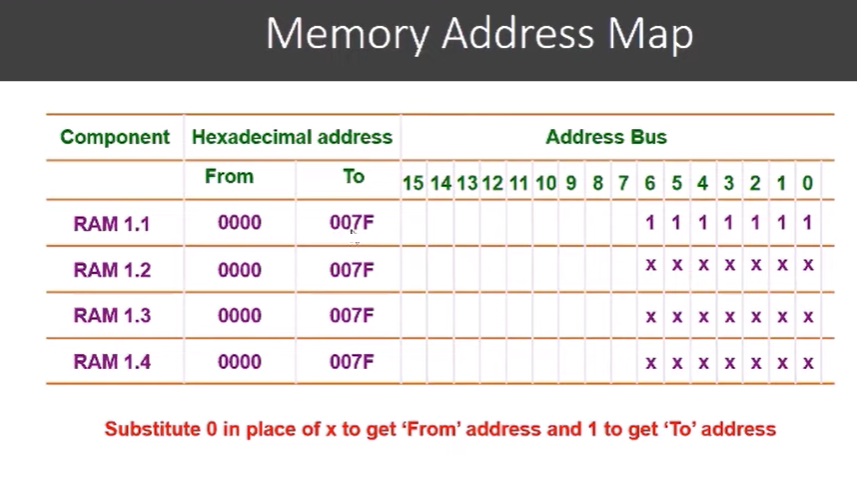 Memory Address Map
Component Hexadecimal address Address Bus
From To 15 14 13 12 11 10 9 8 7 6 5 4 3 2 1 0
RAM 1.1 0000 007F 1 1 1 1 1 1 1
RAM 1.2 0000 007F x x x x x x x
RAM 1.3 0000 007F x x x x x x x
RAM 1.4 0000 007F x x x x x x x
Substitute 0 in place of x to get ‘From’ address and 1 to get ‘To’ address